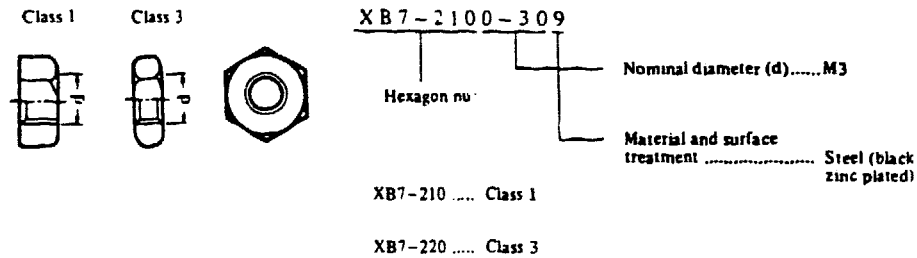 Class 1 Class 3 XB7-2100-309
d d
Nominal diameter (d)......M3
Hexagon nu
Material and surface
treatment ...................... Steel (black
zinc plated)
XB7-210 ..... Class 1
XB7-220 ..... Class 3